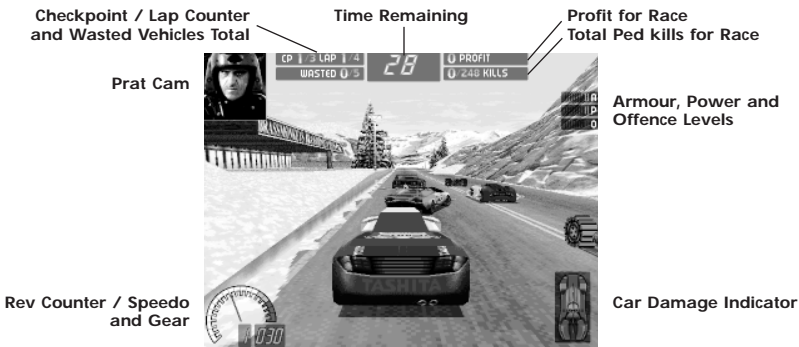 Checkpoint / Lap Counter
and Wasted Vehicles Total
Time Remaining
Profit for Race
Total Ped kills for Race
Prat Cam
CP 1/3 LAP 1/4
WASTED 0/5
28
0 PROFIT
0/248 KILLS
A
P
O
Armour, Power and
Offence Levels
TASHITA
Rev Counter / Speedo
and Gear
1 030
Car Damage Indicator